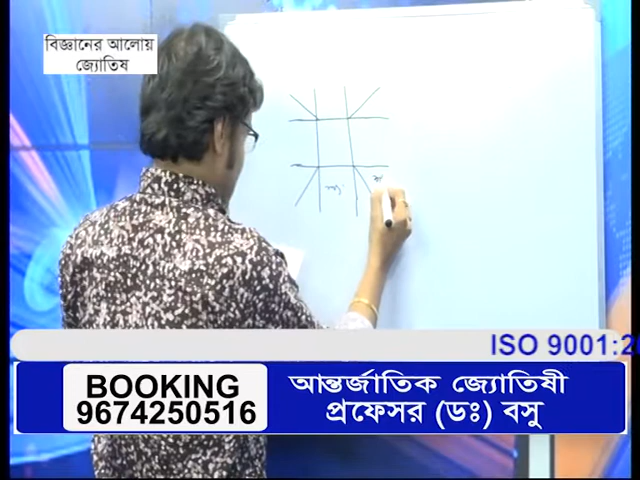 বিজ্ঞানের আলোয়
জ্যোতিষ
ISO 9001:2
BOOKING
9674250516
আন্তর্জাতিক জ্যোতিষী
প্রফেসর (ডঃ) বসু